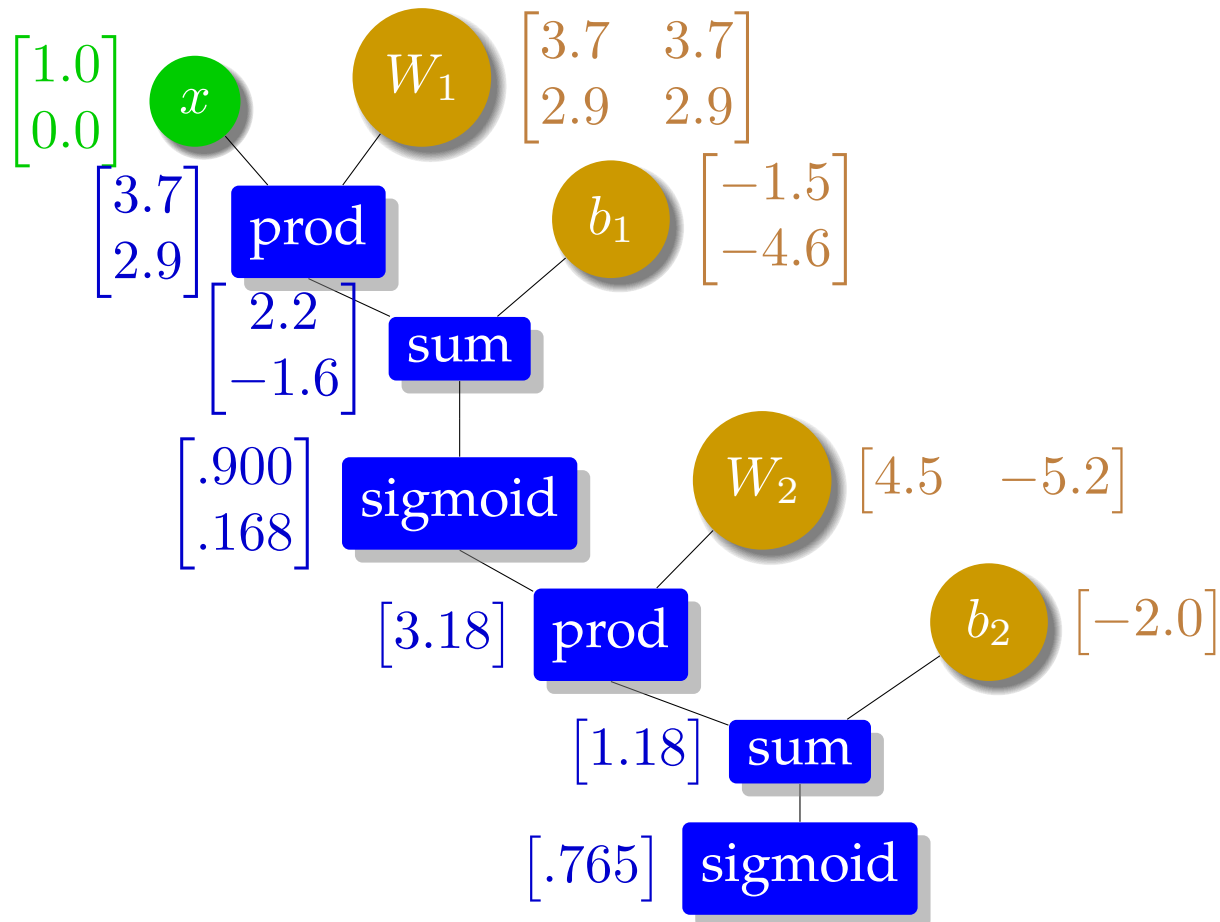 [1.0
0.0] x W₁ [3.7 3.7
2.9 2.9]
[3.7
2.9] prod b₁ [−1.5
−4.6]
[2.2
−1.6] sum
[.900
.168] sigmoid W₂ [4.5 −5.2]
[3.18] prod b₂ [−2.0]
[1.18] sum
[.765] sigmoid